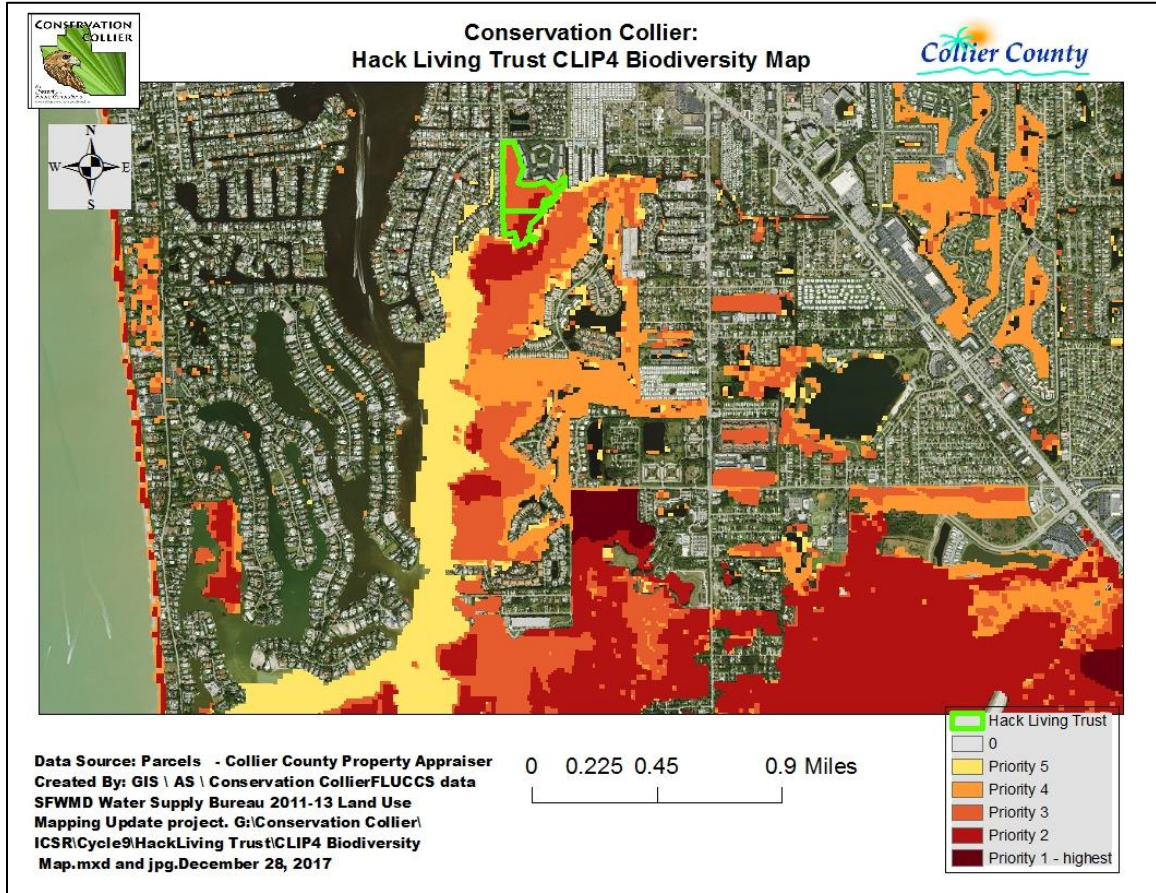 CONSERVATION
COLLIER
Conservation Collier:
Hack Living Trust CLIP4 Biodiversity Map
Collier County
N
W E
S
Data Source: Parcels - Collier County Property Appraiser
Created By: GIS \ AS \ Conservation CollierFLUCCS data
SFWMD Water Supply Bureau 2011-13 Land Use
Mapping Update project. G:\Conservation Collier\
ICSR\Cycle9\HackLiving Trust\CLIP4 Biodiversity
Map.mxd and jpg.December 28, 2017
0 0.225 0.45 0.9 Miles
Hack Living Trust
0
Priority 5
Priority 4
Priority 3
Priority 2
Priority 1 - highest